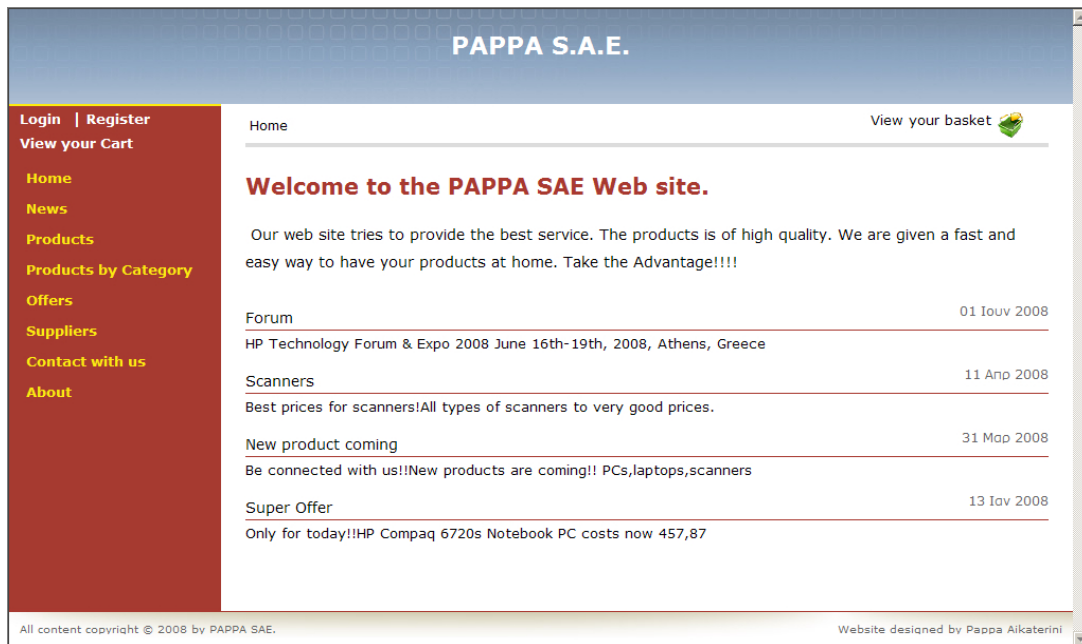 PAPPA S.A.E.
Login | Register
View your Cart
Home
News
Products
Products by Category
Offers
Suppliers
Contact with us
About
Home
View your basket
Welcome to the PAPPA SAE Web site.
Our web site tries to provide the best service. The products is of high quality. We are given a fast and
easy way to have your products at home. Take the Advantage!!!!
Forum
01 Ιουν 2008
HP Technology Forum & Expo 2008 June 16th-19th, 2008, Athens, Greece
Scanners
11 Απρ 2008
Best prices for scanners!All types of scanners to very good prices.
New product coming
31 Μαρ 2008
Be connected with us!!New products are coming!! PCs,laptops,scanners
Super Offer
13 Ιαν 2008
Only for today!!HP Compaq 6720s Notebook PC costs now 457,87
All content copyright © 2008 by PAPPA SAE.
Website designed by Pappa Aikaterini